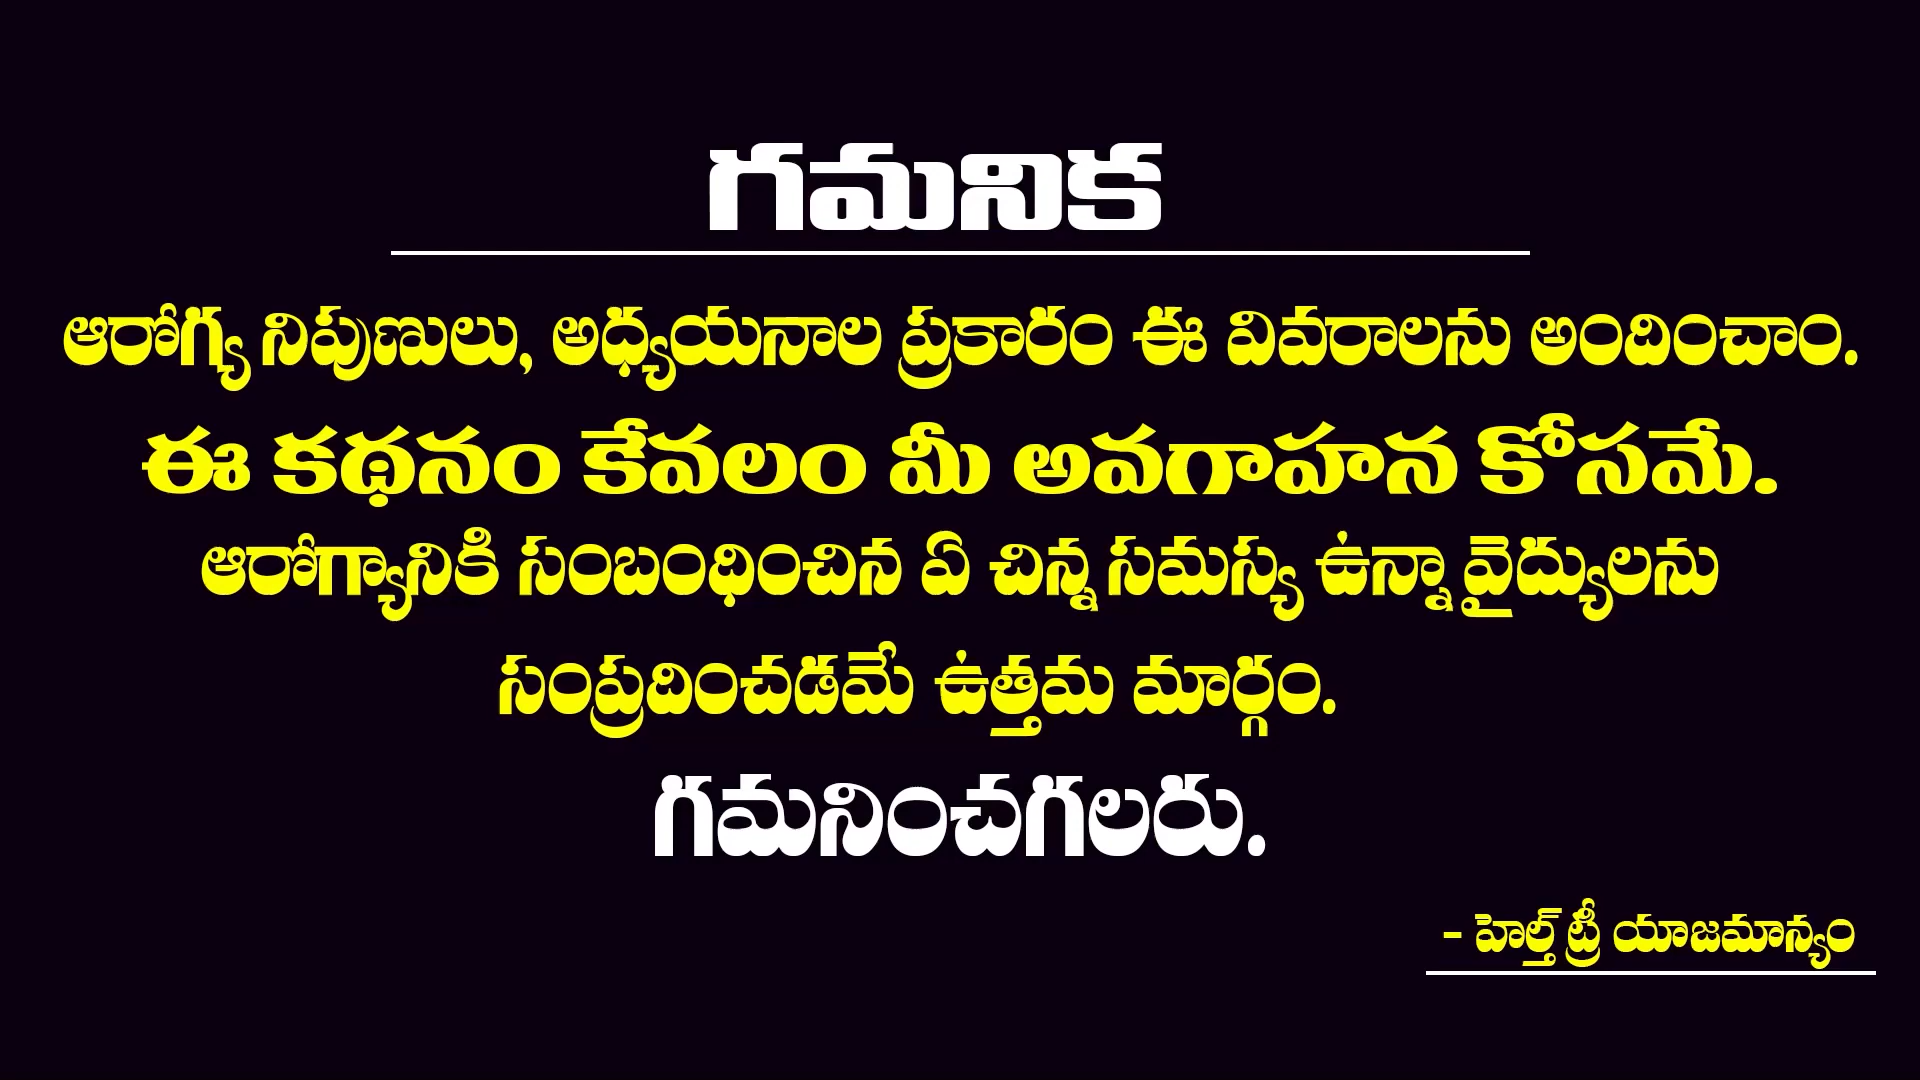 గమనిక
ఆరోగ్య నిపుణులు, అధ్యయనాల ప్రకారం ఈ వివరాలను అందించాం.
ఈ కథనం కేవలం మీ అవగాహన కోసమే.
ఆరోగ్యానికి సంబంధించిన ఏ చిన్న సమస్య ఉన్నా వైద్యులను
సంప్రదించడమే ఉత్తమ మార్గం.
గమనించగలరు.
- హెల్త్ ట్రీ యాజమాన్యం